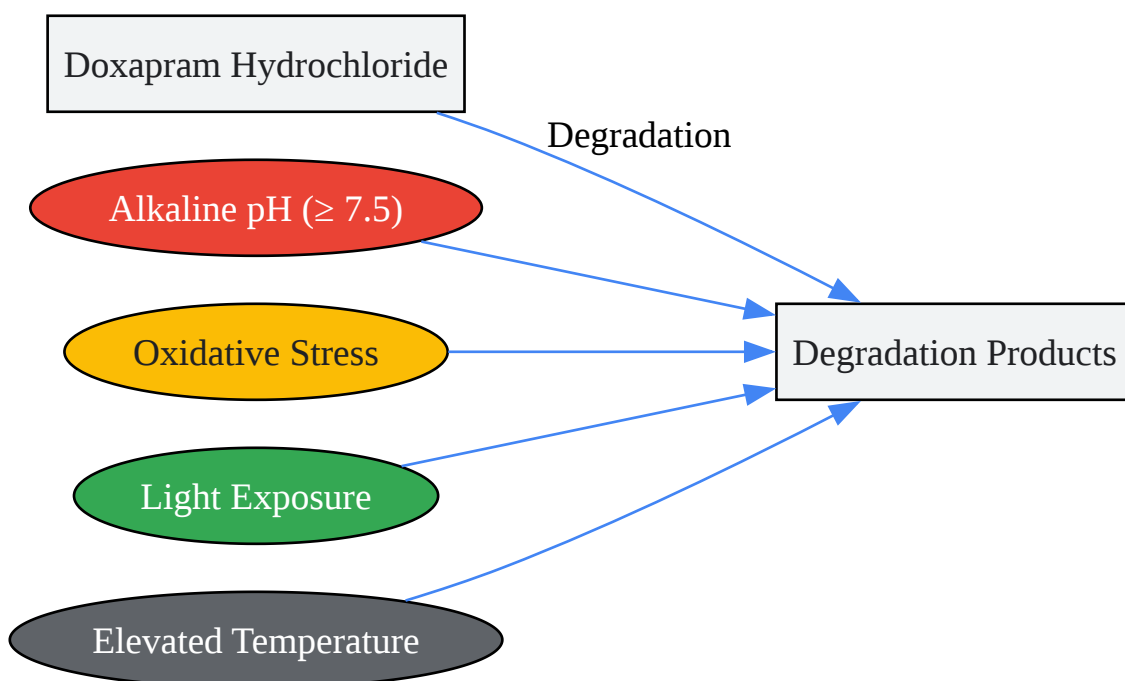 Doxapram Hydrochloride
Degradation
Alkaline pH (≥ 7.5)
Oxidative Stress
Degradation Products
Light Exposure
Elevated Temperature